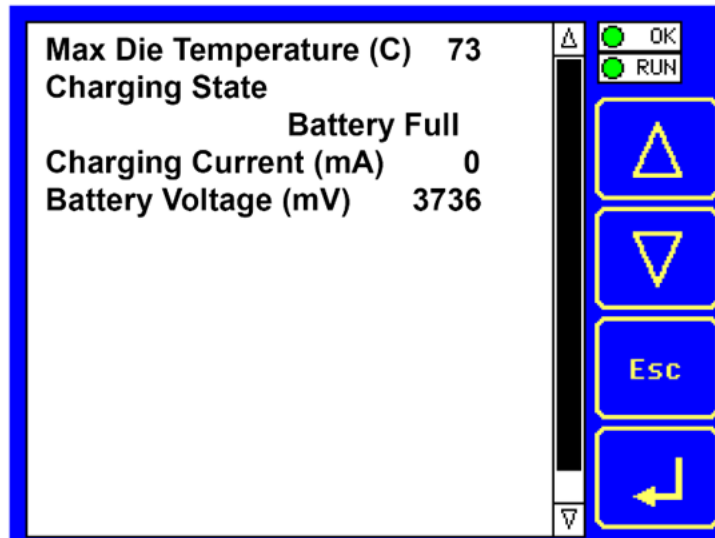 Max Die Temperature (C) 73
Charging State
Battery Full
Charging Current (mA) 0
Battery Voltage (mV) 3736
OK
RUN
Esc